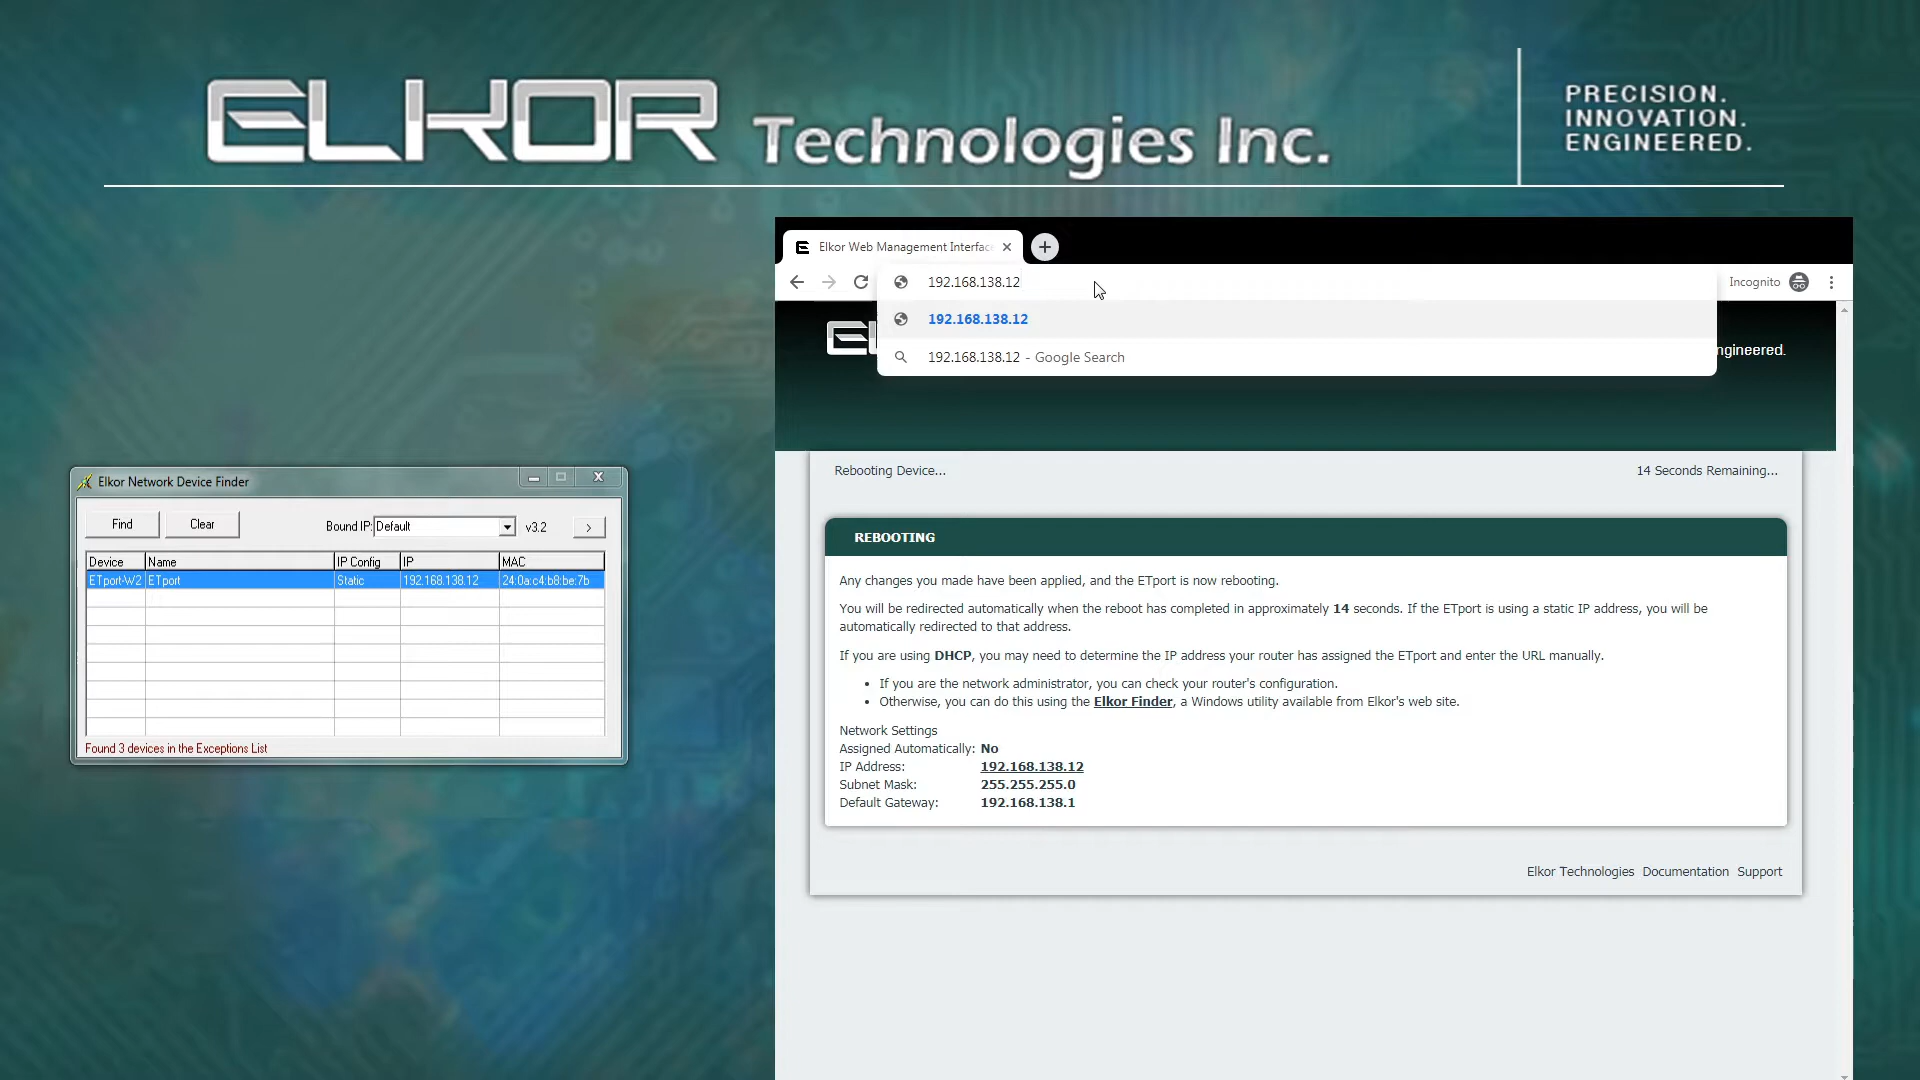 ELKOR Technologies Inc.
PRECISION.
INNOVATION.
ENGINEERED.
Elkor Web Management Interfac
192.168.138.12
Incognito
192.168.138.12
192.168.138.12 - Google Search
ngineered.
Rebooting Device...
14 Seconds Remaining...
REBOOTING
Any changes you made have been applied, and the ETport is now rebooting.
You will be redirected automatically when the reboot has completed in approximately 14 seconds. If the ETport is using a static IP address, you will be
automatically redirected to that address.
If you are using DHCP, you may need to determine the IP address your router has assigned the ETport and enter the URL manually.
• If you are the network administrator, you can check your router's configuration.
• Otherwise, you can do this using the Elkor Finder, a Windows utility available from Elkor's web site.
Network Settings
Assigned Automatically: No
IP Address: 192.168.138.12
Subnet Mask: 255.255.255.0
Default Gateway: 192.168.138.1
Elkor Technologies Documentation Support
Elkor Network Device Finder
Find Clear Bound IP: Default v3.2 >
Device Name IP Config IP MAC
ETport-W2 ETport Static 192.168.138.12 24:0a:c4:b8:be:7b
Found 3 devices in the Exceptions List